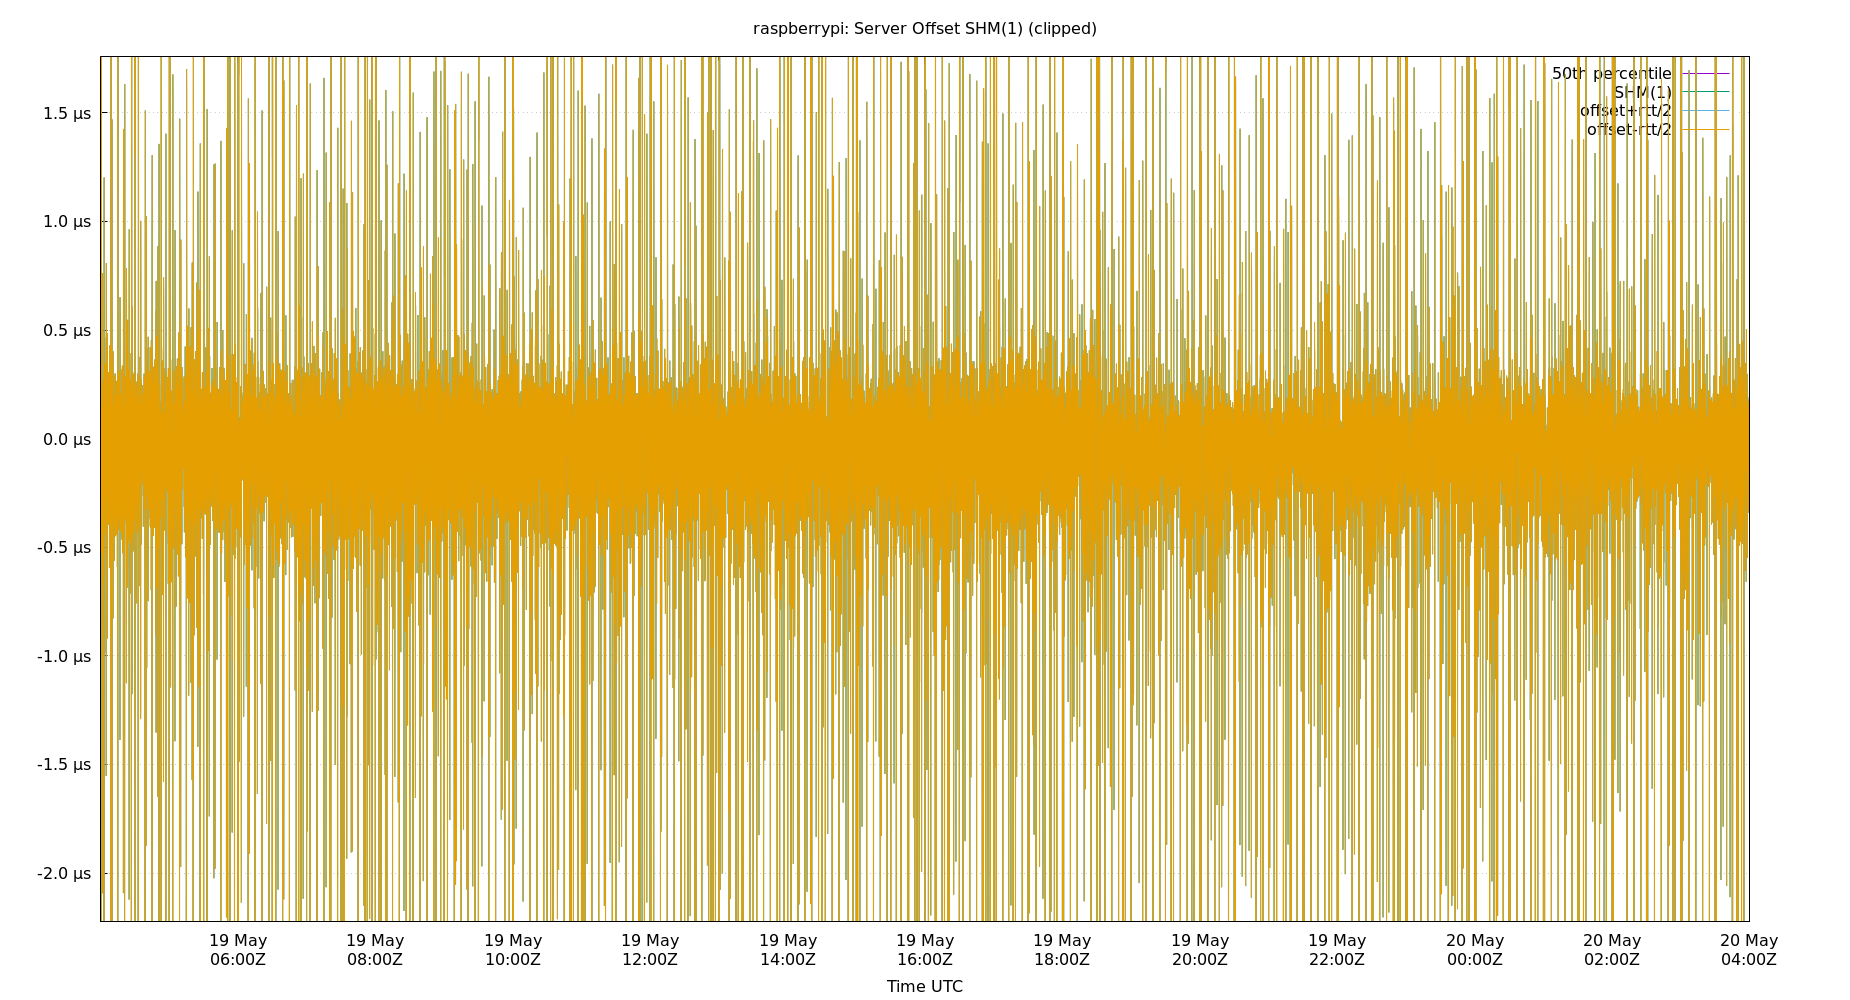 raspberrypi: Server Offset SHM(1) (clipped)
50th percentile
SHM(1)
offset+rtt/2
offset-rtt/2
1.5 µs
1.0 µs
0.5 µs
0.0 µs
-0.5 µs
-1.0 µs
-1.5 µs
-2.0 µs
19 May 19 May 19 May 19 May 19 May 19 May 19 May 19 May 19 May 20 May 20 May 20 May
06:00Z 08:00Z 10:00Z 12:00Z 14:00Z 16:00Z 18:00Z 20:00Z 22:00Z 00:00Z 02:00Z 04:00Z
Time UTC